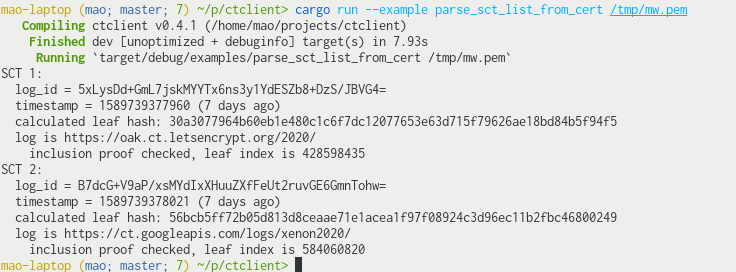 mao-laptop (mao; master; 7) ~/p/ctclient> cargo run --example parse_sct_list_from_cert /tmp/mw.pem
   Compiling ctclient v0.4.1 (/home/mao/projects/ctclient)
    Finished dev [unoptimized + debuginfo] target(s) in 7.93s
     Running `target/debug/examples/parse_sct_list_from_cert /tmp/mw.pem`
SCT 1:
  log_id = 5xLysDd+GmL7jskMYYTx6ns3y1YdESZb8+DzS/JBVG4=
  timestamp = 1589739377960 (7 days ago)
  calculated leaf hash: 30a3077964b60eb1e480c1c6f7dc12077653e63d715f79626ae18bd84b5f94f5
  log is https://oak.ct.letsencrypt.org/2020/
    inclusion proof checked, leaf index is 428598435
SCT 2:
  log_id = B7dcG+V9aP/xsMYdIxXHuuZXfFeUt2ruvGE6GmnTohw=
  timestamp = 1589739378021 (7 days ago)
  calculated leaf hash: 56bcb5ff72b05d813d8ceaae71e1acea1f97f08924c3d96ec11b2fbc46800249
  log is https://ct.googleapis.com/logs/xenon2020/
    inclusion proof checked, leaf index is 584060820
mao-laptop (mao; master; 7) ~/p/ctclient>